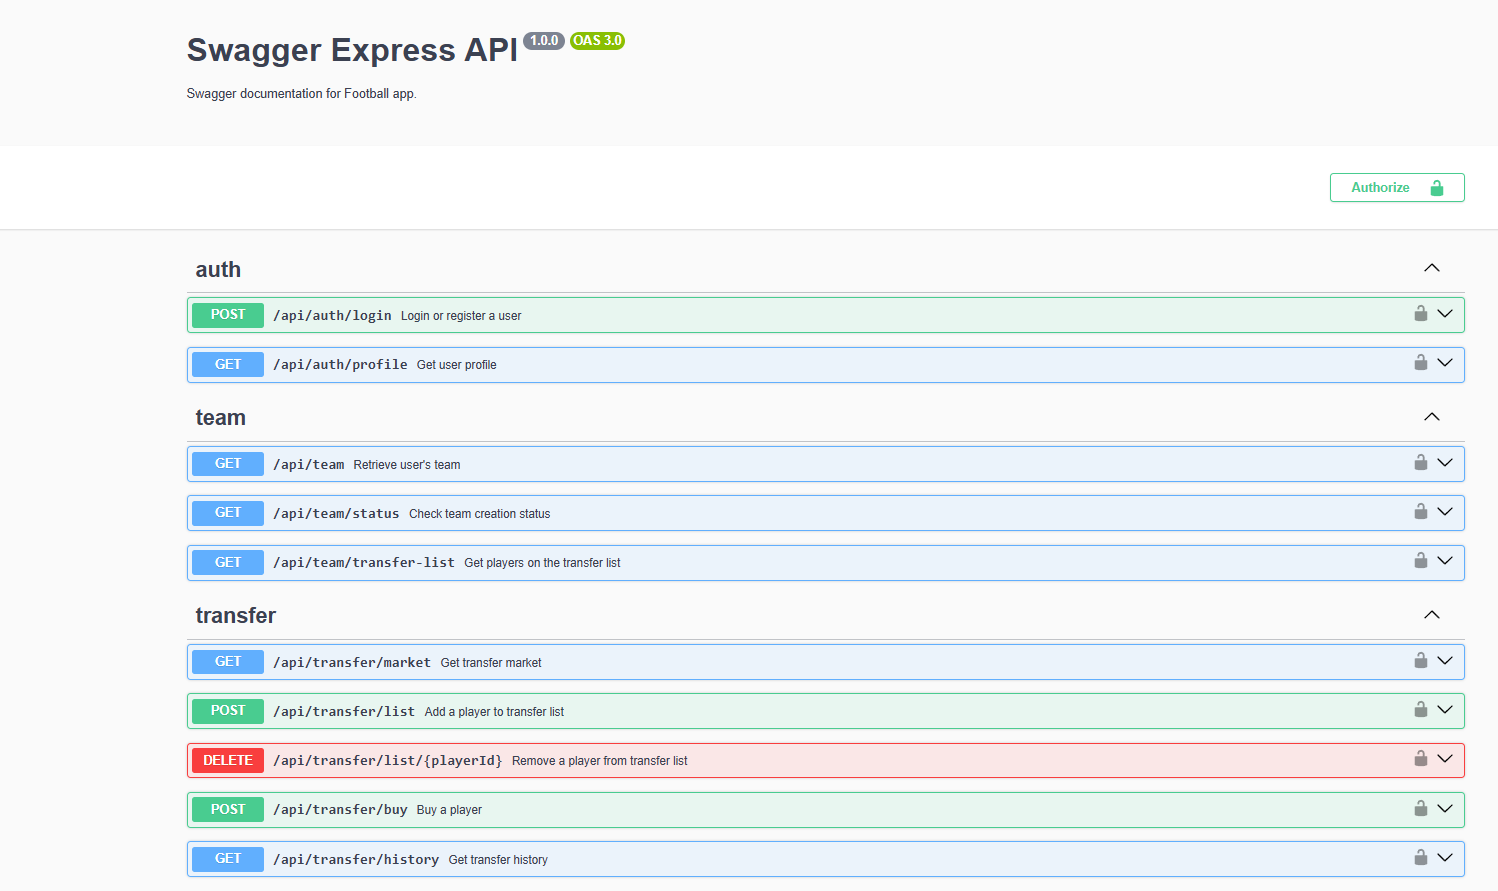 Swagger Express API 1.0.0 OAS 3.0
Swagger documentation for Football app.
Authorize
auth
POST /api/auth/login Login or register a user
GET /api/auth/profile Get user profile
team
GET /api/team Retrieve user's team
GET /api/team/status Check team creation status
GET /api/team/transfer-list Get players on the transfer list
transfer
GET /api/transfer/market Get transfer market
POST /api/transfer/list Add a player to transfer list
DELETE /api/transfer/list/{playerId} Remove a player from transfer list
POST /api/transfer/buy Buy a player
GET /api/transfer/history Get transfer history